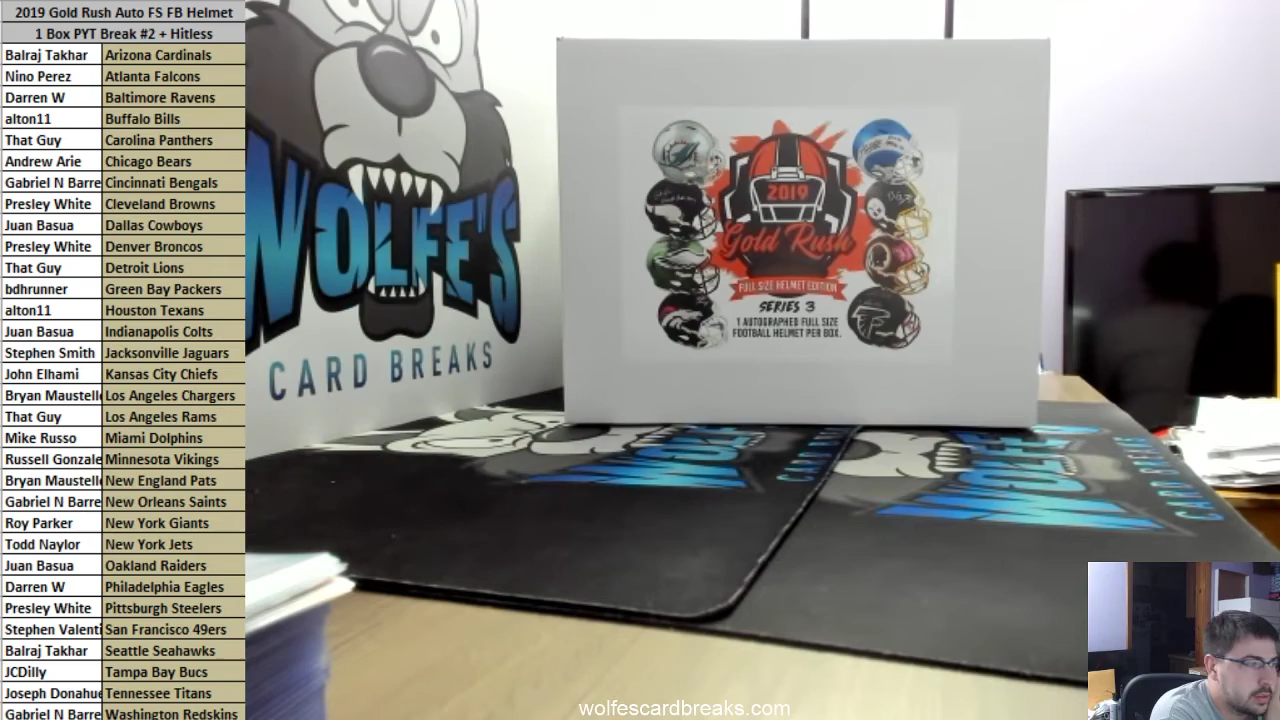 2019 Gold Rush Auto FS FB Helmet
1 Box PYT Break #2 + Hitless
Balraj Takhar Arizona Cardinals
Nino Perez Atlanta Falcons
Darren W Baltimore Ravens
alton11 Buffalo Bills
That Guy Carolina Panthers
Andrew Arie Chicago Bears
Gabriel N Barre Cincinnati Bengals
Presley White Cleveland Browns
Juan Basua Dallas Cowboys
Presley White Denver Broncos
That Guy Detroit Lions
bdhrunner Green Bay Packers
alton11 Houston Texans
Juan Basua Indianapolis Colts
Stephen Smith Jacksonville Jaguars
John Elhami Kansas City Chiefs
Bryan Maustelle Los Angeles Chargers
That Guy Los Angeles Rams
Mike Russo Miami Dolphins
Russell Gonzale Minnesota Vikings
Bryan Maustelle New England Pats
Gabriel N Barre New Orleans Saints
Roy Parker New York Giants
Todd Naylor New York Jets
Juan Basua Oakland Raiders
Darren W Philadelphia Eagles
Presley White Pittsburgh Steelers
Stephen Valenti San Francisco 49ers
Balraj Takhar Seattle Seahawks
JCDilly Tampa Bay Bucs
Joseph Donahue Tennessee Titans
Gabriel N Barre Washington Redskins
WOLFE'S
CARD BREAKS
2019
Gold Rush
FULL SIZE HELMET EDITION
SERIES 3
1 AUTOGRAPHED FULL SIZE
FOOTBALL HELMET PER BOX.
wolfescardbreaks.com